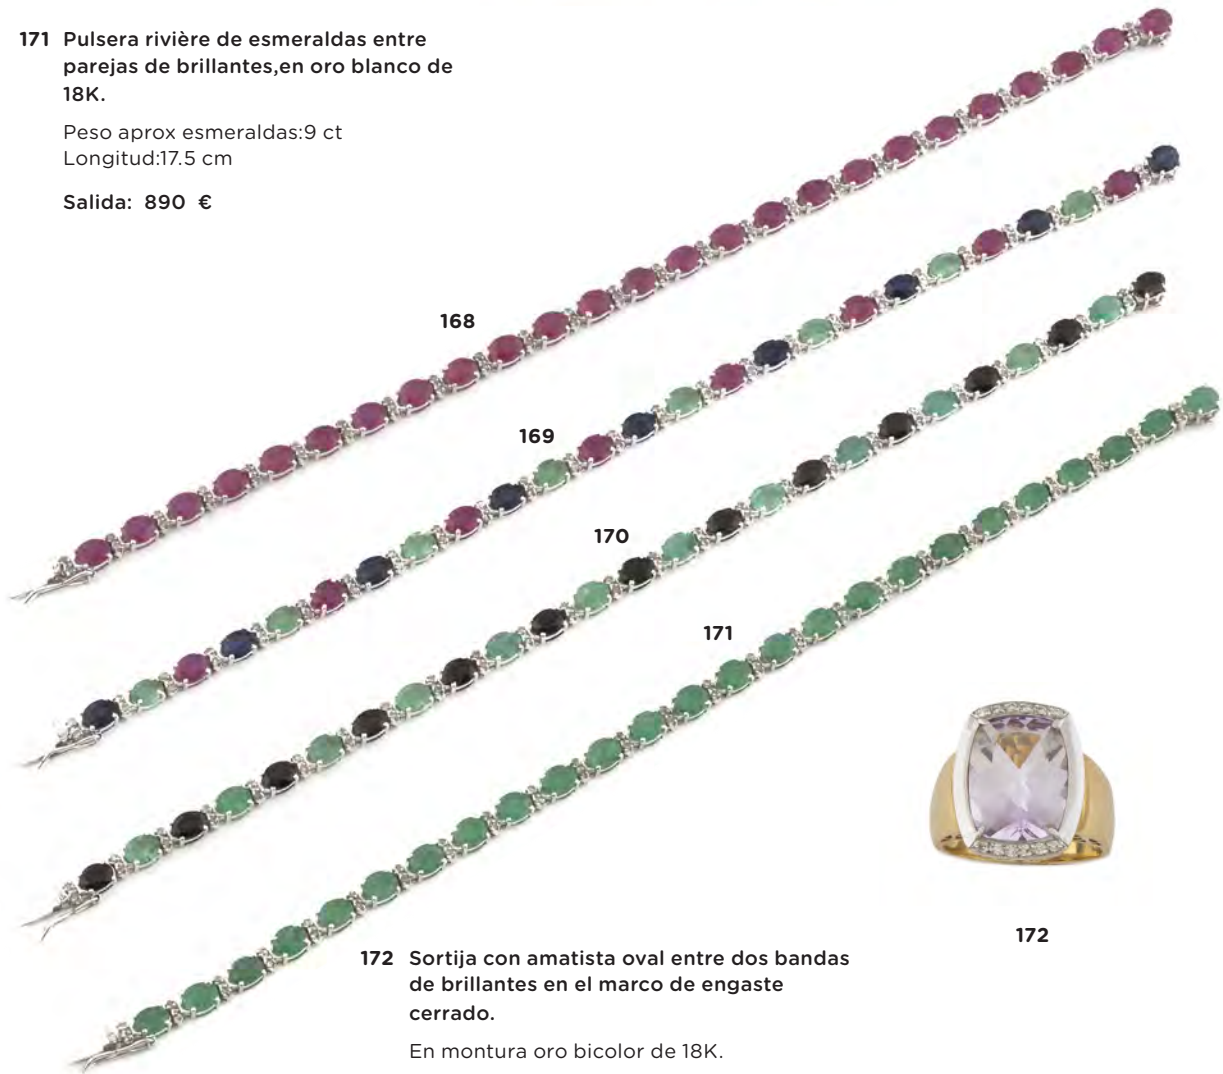 171 Pulsera rivière de esmeraldas entre
parejas de brillantes,en oro blanco de
18K.
Peso aprox esmeraldas:9 ct
Longitud:17.5 cm
Salida: 890 €
168
169
170
171
172
172 Sortija con amatista oval entre dos bandas
de brillantes en el marco de engaste
cerrado.
En montura oro bicolor de 18K.